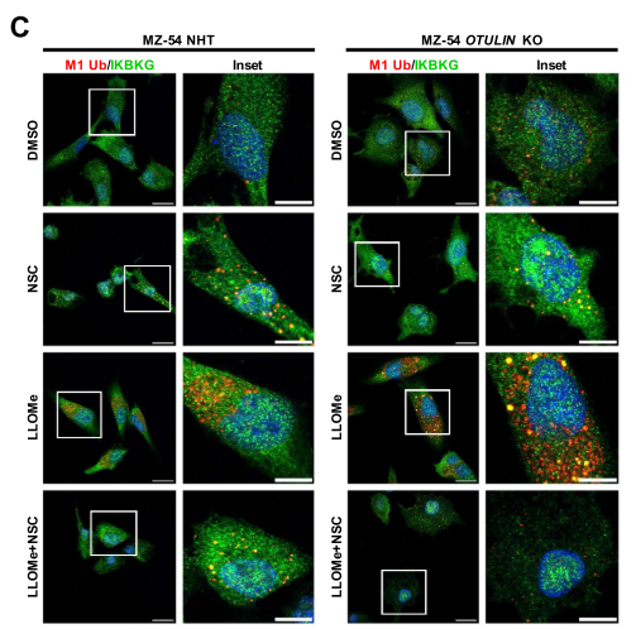 C
MZ-54 NHT
MZ-54 OTULIN KO
M1 Ub/IKBKG
Inset
M1 Ub/IKBKG
Inset
DMSO
DMSO
NSC
NSC
LLOMe
LLOMe
LLOMe+NSC
LLOMe+NSC